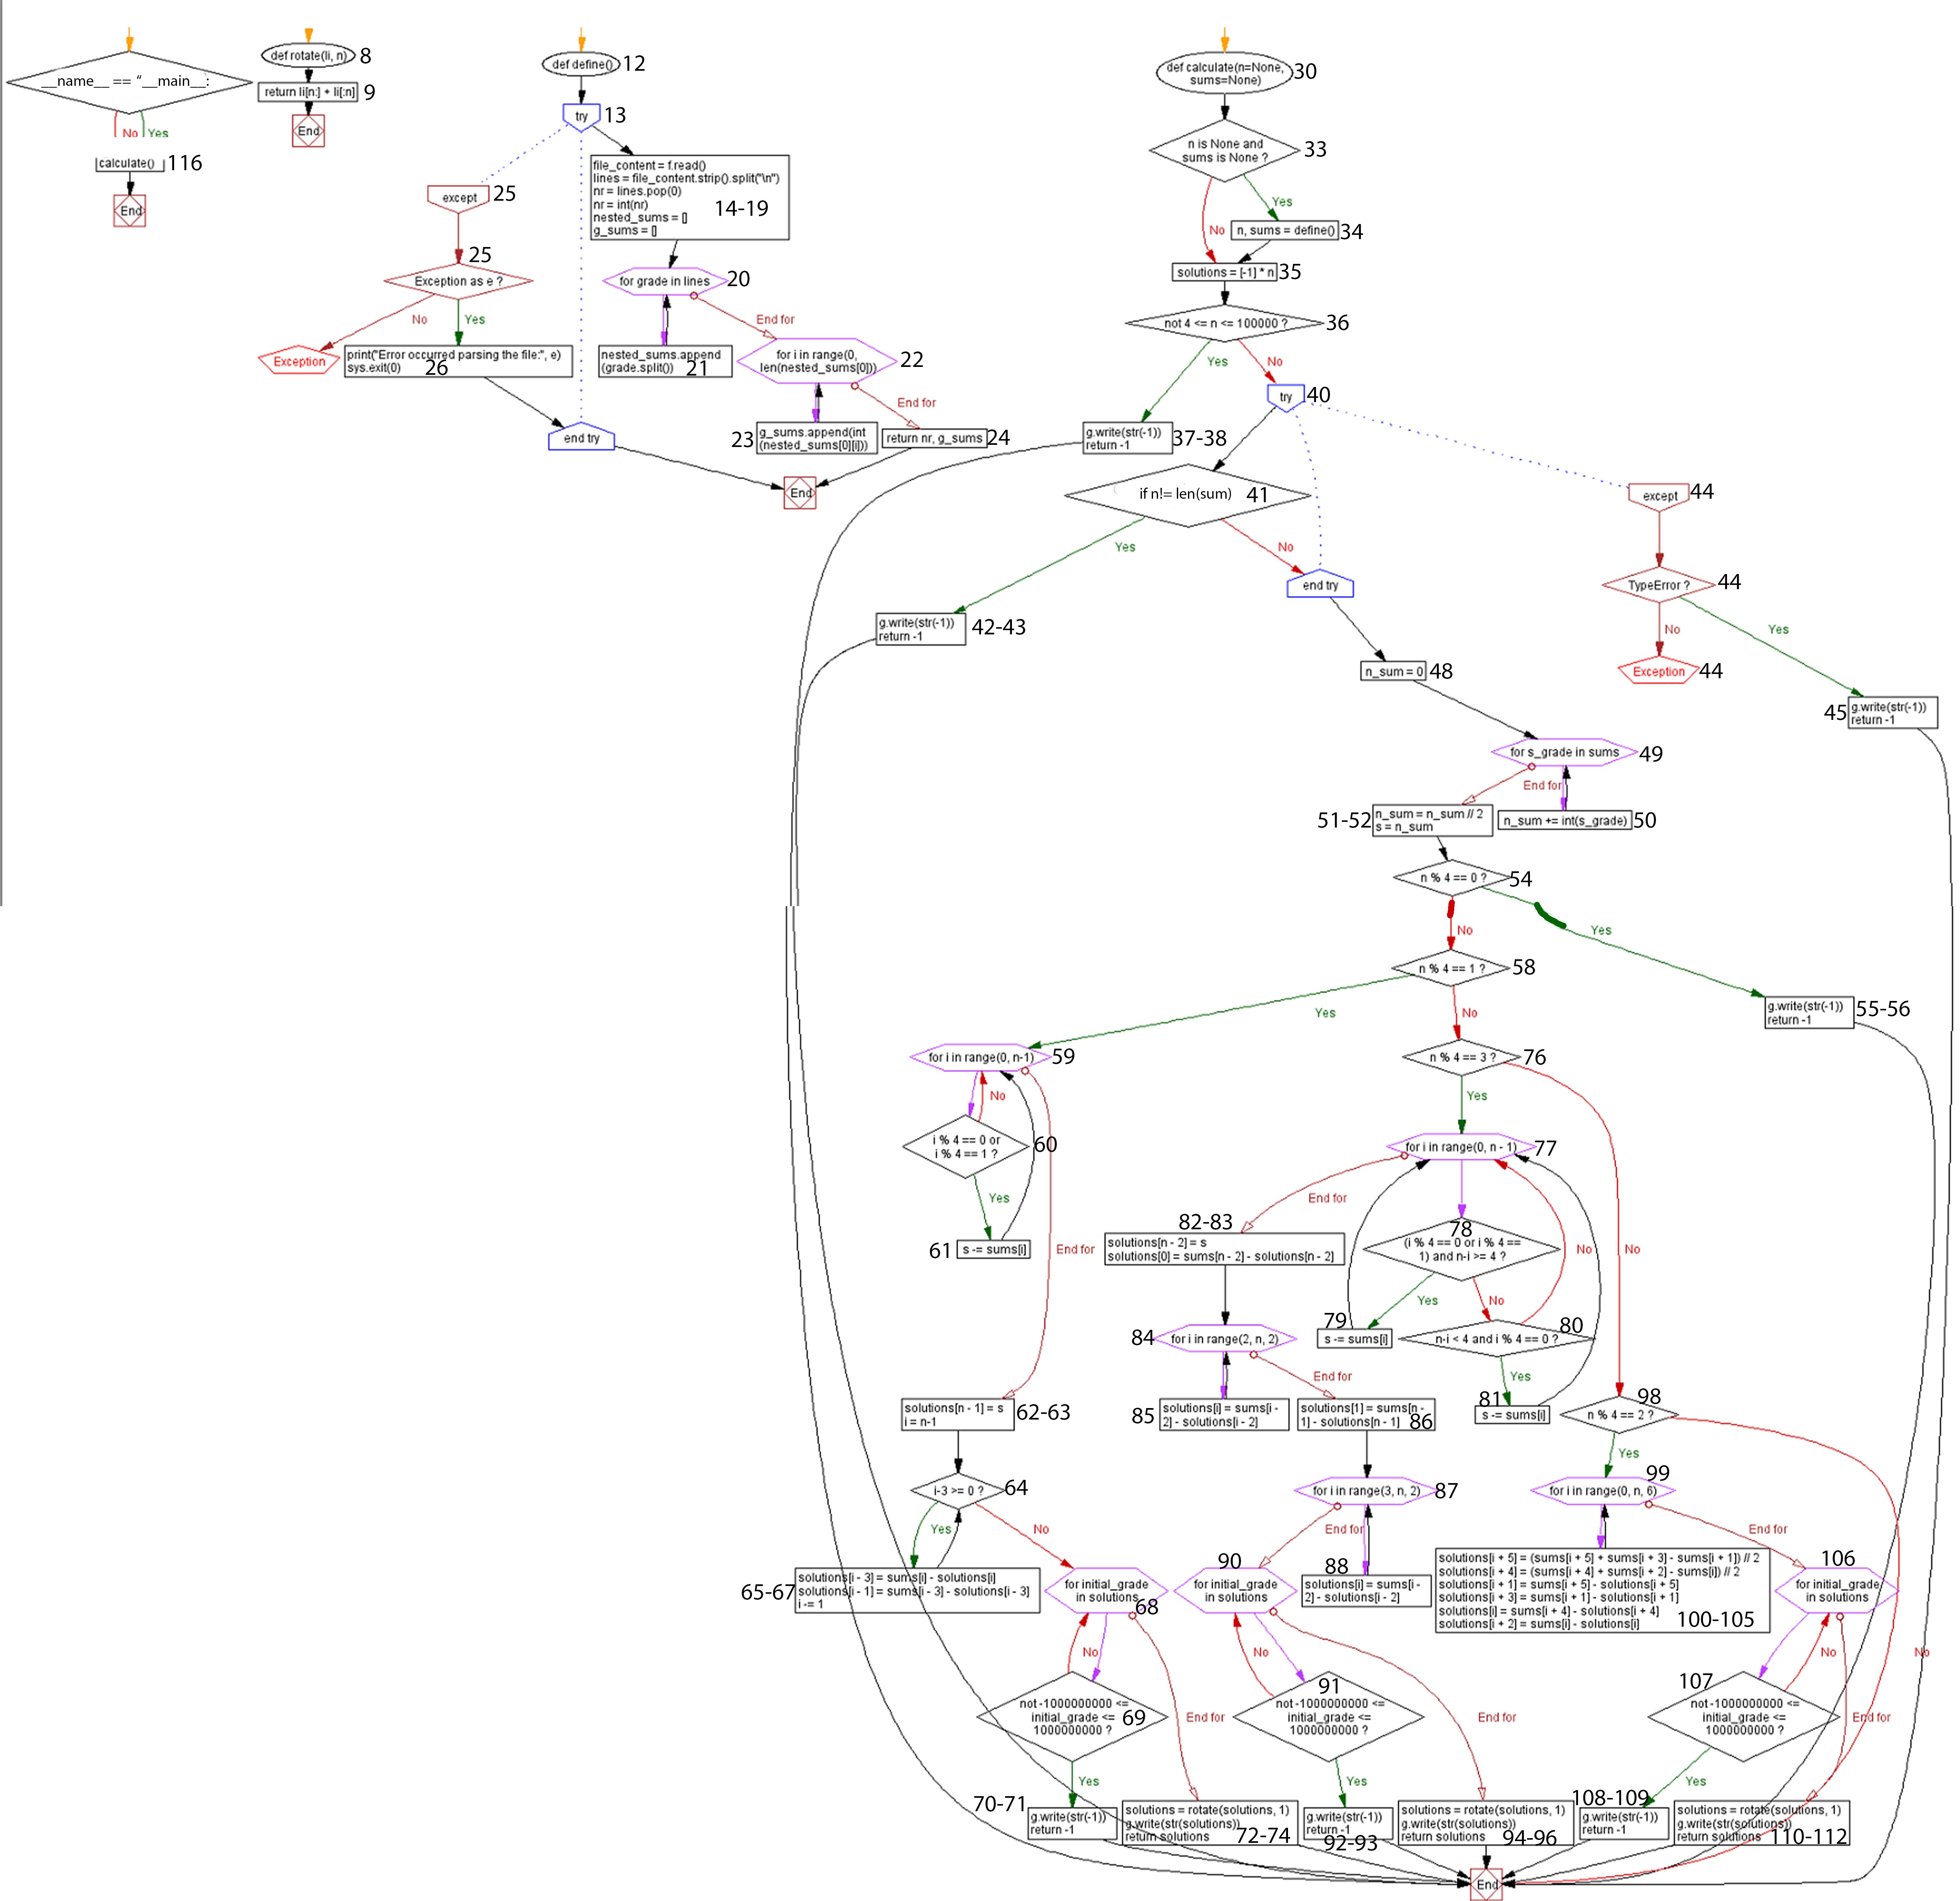 __name__ == “__main__:
No
Yes
calculate()
116
End
def rotate(li, n)
8
return li[n:] + li[:n]
9
End
def define()
12
try
13
file_content = f.read()
lines = file_content.strip().split("\n")
nr = lines.pop(0)
nr = int(nr)
nested_sums = []
g_sums = []
14-19
except
25
25
Exception as e ?
No
Yes
Exception
print("Error occurred parsing the file:", e)
sys.exit(0)
26
end try
for grade in lines
20
End for
nested_sums.append
(grade.split())
21
for i in range(0,
len(nested_sums[0]))
22
End for
23
g_sums.append(int
(nested_sums[0][i]))
return nr, g_sums
24
End
def calculate(n=None,
sums=None)
30
n is None and
sums is None ?
33
Yes
No
n, sums = define()
34
solutions = [-1] * n
35
not 4 <= n <= 100000 ?
36
Yes
No
try
40
g.write(str(-1))
return -1
37-38
if n!= len(sum)
41
Yes
No
end try
g.write(str(-1))
return -1
42-43
except
44
TypeError ?
44
No
Yes
Exception
44
45
g.write(str(-1))
return -1
n_sum = 0
48
for s_grade in sums
49
End for
51-52
n_sum = n_sum // 2
s = n_sum
n_sum += int(s_grade)
50
n % 4 == 0 ?
54
No
Yes
n % 4 == 1 ?
58
g.write(str(-1))
return -1
55-56
Yes
No
for i in range(0, n-1)
59
No
i % 4 == 0 or
i % 4 == 1 ?
60
Yes
61
s -= sums[i]
End for
n % 4 == 3 ?
76
Yes
No
for i in range(0, n - 1)
77
End for
82-83
solutions[n - 2] = s
solutions[0] = sums[n - 2] - solutions[n - 2]
78
(i % 4 == 0 or i % 4 ==
1) and n-i >= 4 ?
No
Yes
No
79
s -= sums[i]
n-i < 4 and i % 4 == 0 ?
80
Yes
81
s -= sums[i]
84
for i in range(2, n, 2)
End for
85
solutions[i] = sums[i -
2] - solutions[i - 2]
solutions[1] = sums[n -
1] - solutions[n - 1]
86
solutions[n - 1] = s
i = n-1
62-63
i-3 >= 0 ?
64
Yes
No
65-67
solutions[i - 3] = sums[i] - solutions[i]
solutions[i - 1] = sums[i - 3] - solutions[i - 3]
i -= 1
for initial_grade
in solutions
68
No
not -1000000000 <=
initial_grade <=
1000000000 ?
69
End for
Yes
70-71
g.write(str(-1))
return -1
solutions = rotate(solutions, 1)
g.write(str(solutions))
return solutions
72-74
for i in range(3, n, 2)
87
End for
88
solutions[i] = sums[i -
2] - solutions[i - 2]
90
for initial_grade
in solutions
No
91
not -1000000000 <=
initial_grade <=
1000000000 ?
End for
Yes
g.write(str(-1))
return -1
92-93
solutions = rotate(solutions, 1)
g.write(str(solutions))
return solutions
94-96
98
n % 4 == 2 ?
Yes
No
99
for i in range(0, n, 6)
End for
solutions[i + 5] = (sums[i + 5] + sums[i + 3] - sums[i + 1]) // 2
solutions[i + 4] = (sums[i + 4] + sums[i + 2] - sums[i]) // 2
solutions[i + 1] = sums[i + 5] - solutions[i + 5]
solutions[i + 3] = sums[i + 1] - solutions[i + 1]
solutions[i] = sums[i + 4] - solutions[i + 4]
solutions[i + 2] = sums[i] - solutions[i]
100-105
106
for initial_grade
in solutions
No
107
not -1000000000 <=
initial_grade <=
1000000000 ?
End for
Yes
108-109
g.write(str(-1))
return -1
solutions = rotate(solutions, 1)
g.write(str(solutions))
return solutions
110-112
End